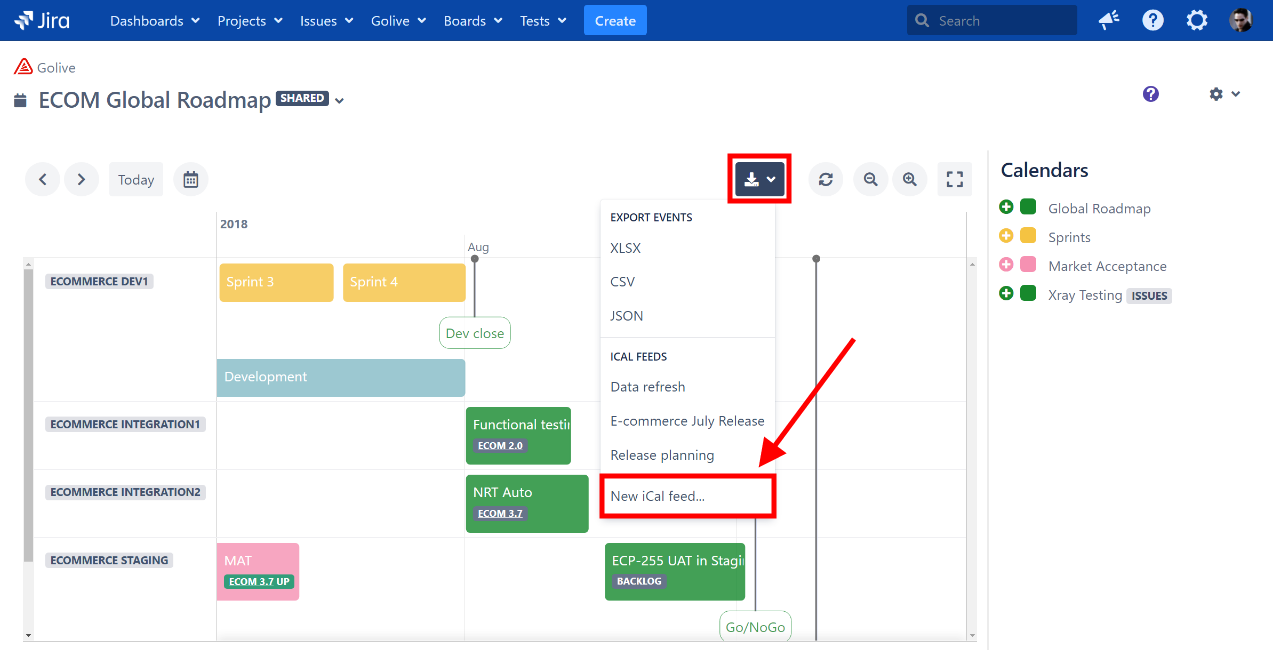 Jira Dashboards Projects Issues Golive Boards Tests Create Search
Golive
ECOM Global Roadmap SHARED
Today
Calendars
Global Roadmap
Sprints
Market Acceptance
Xray Testing ISSUES
EXPORT EVENTS
XLSX
CSV
JSON
ICAL FEEDS
Data refresh
E-commerce July Release
Release planning
New iCal feed...
2018
Aug
ECOMMERCE DEV1
Sprint 3 Sprint 4
Dev close
Development
ECOMMERCE INTEGRATION1
Functional testi
ECOM 2.0
ECOMMERCE INTEGRATION2
NRT Auto
ECOM 3.7
ECOMMERCE STAGING
MAT
ECOM 3.7 UP
ECP-255 UAT in Stagi
BACKLOG
Go/NoGo